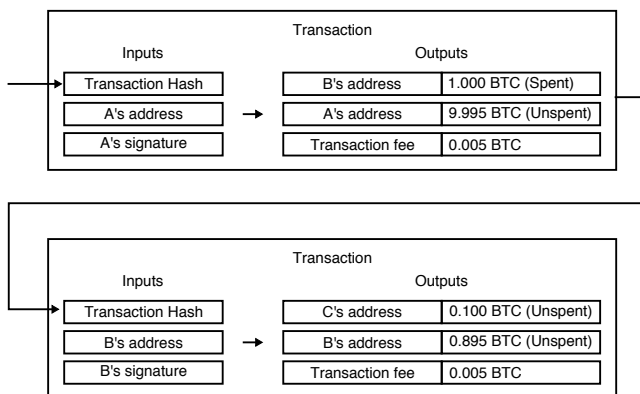 Transaction
Inputs Outputs
Transaction Hash B's address 1.000 BTC (Spent)
A's address A's address 9.995 BTC (Unspent)
A's signature Transaction fee 0.005 BTC
Transaction
Inputs Outputs
Transaction Hash C's address 0.100 BTC (Unspent)
B's address B's address 0.895 BTC (Unspent)
B's signature Transaction fee 0.005 BTC